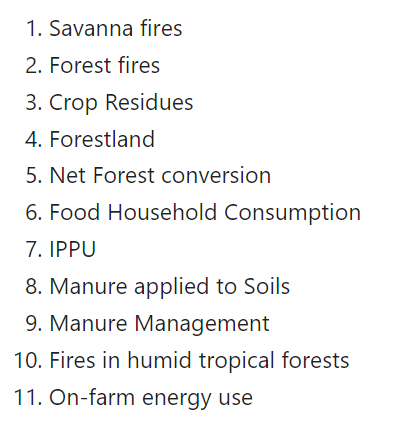 1. Savanna fires
2. Forest fires
3. Crop Residues
4. Forestland
5. Net Forest conversion
6. Food Household Consumption
7. IPPU
8. Manure applied to Soils
9. Manure Management
10. Fires in humid tropical forests
11. On-farm energy use